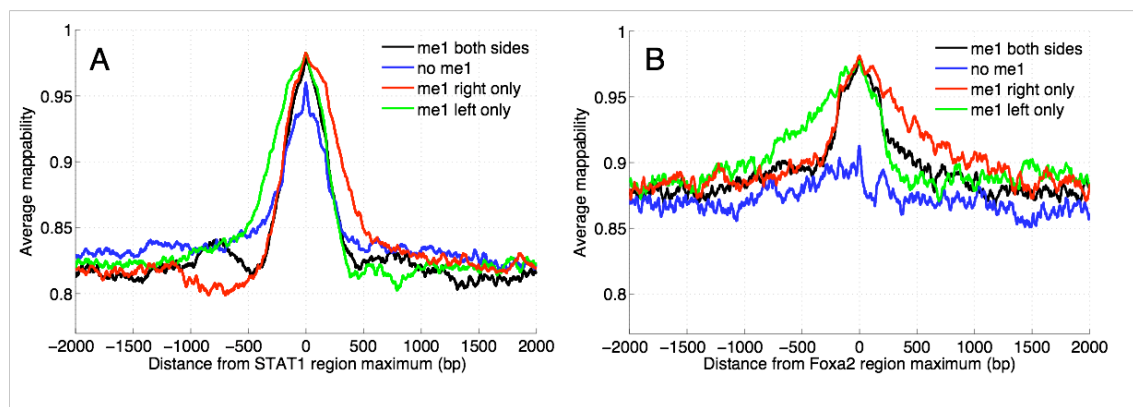 A
Average mappability
1
0.95
0.9
0.85
0.8
me1 both sides
no me1
me1 right only
me1 left only
−2000 −1500 −1000 −500 0 500 1000 1500 2000
Distance from STAT1 region maximum (bp)
B
Average mappability
1
0.95
0.9
0.85
0.8
me1 both sides
no me1
me1 right only
me1 left only
−2000 −1500 −1000 −500 0 500 1000 1500 2000
Distance from Foxa2 region maximum (bp)